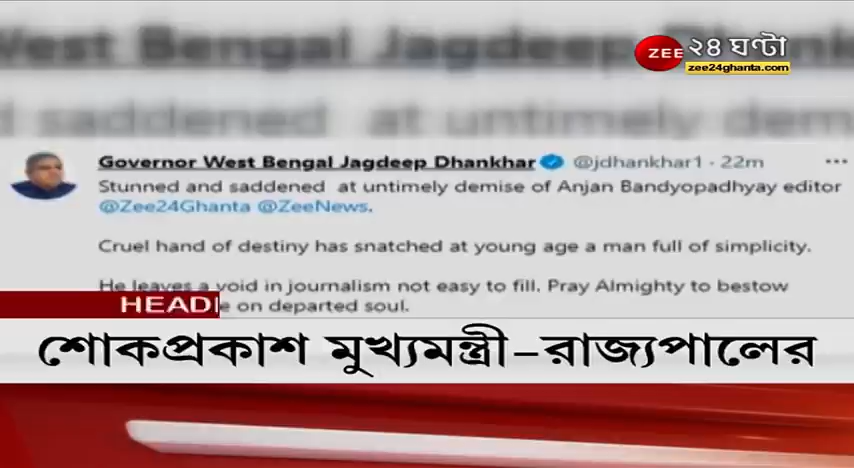 West Bengal Jagdeep Dhankh
saddened at untimely dem
ZEE ২৪ ঘণ্টা
zee24ghanta.com
Governor West Bengal Jagdeep Dhankhar @jdhankhar1 · 22m
Stunned and saddened at untimely demise of Anjan Bandyopadhyay editor
@Zee24Ghanta @ZeeNews.
Cruel hand of destiny has snatched at young age a man full of simplicity.
He leaves a void in journalism not easy to fill. Pray Almighty to bestow
on departed soul.
HEADI
শোকপ্রকাশ মুখ্যমন্ত্রী-রাজ্যপালের